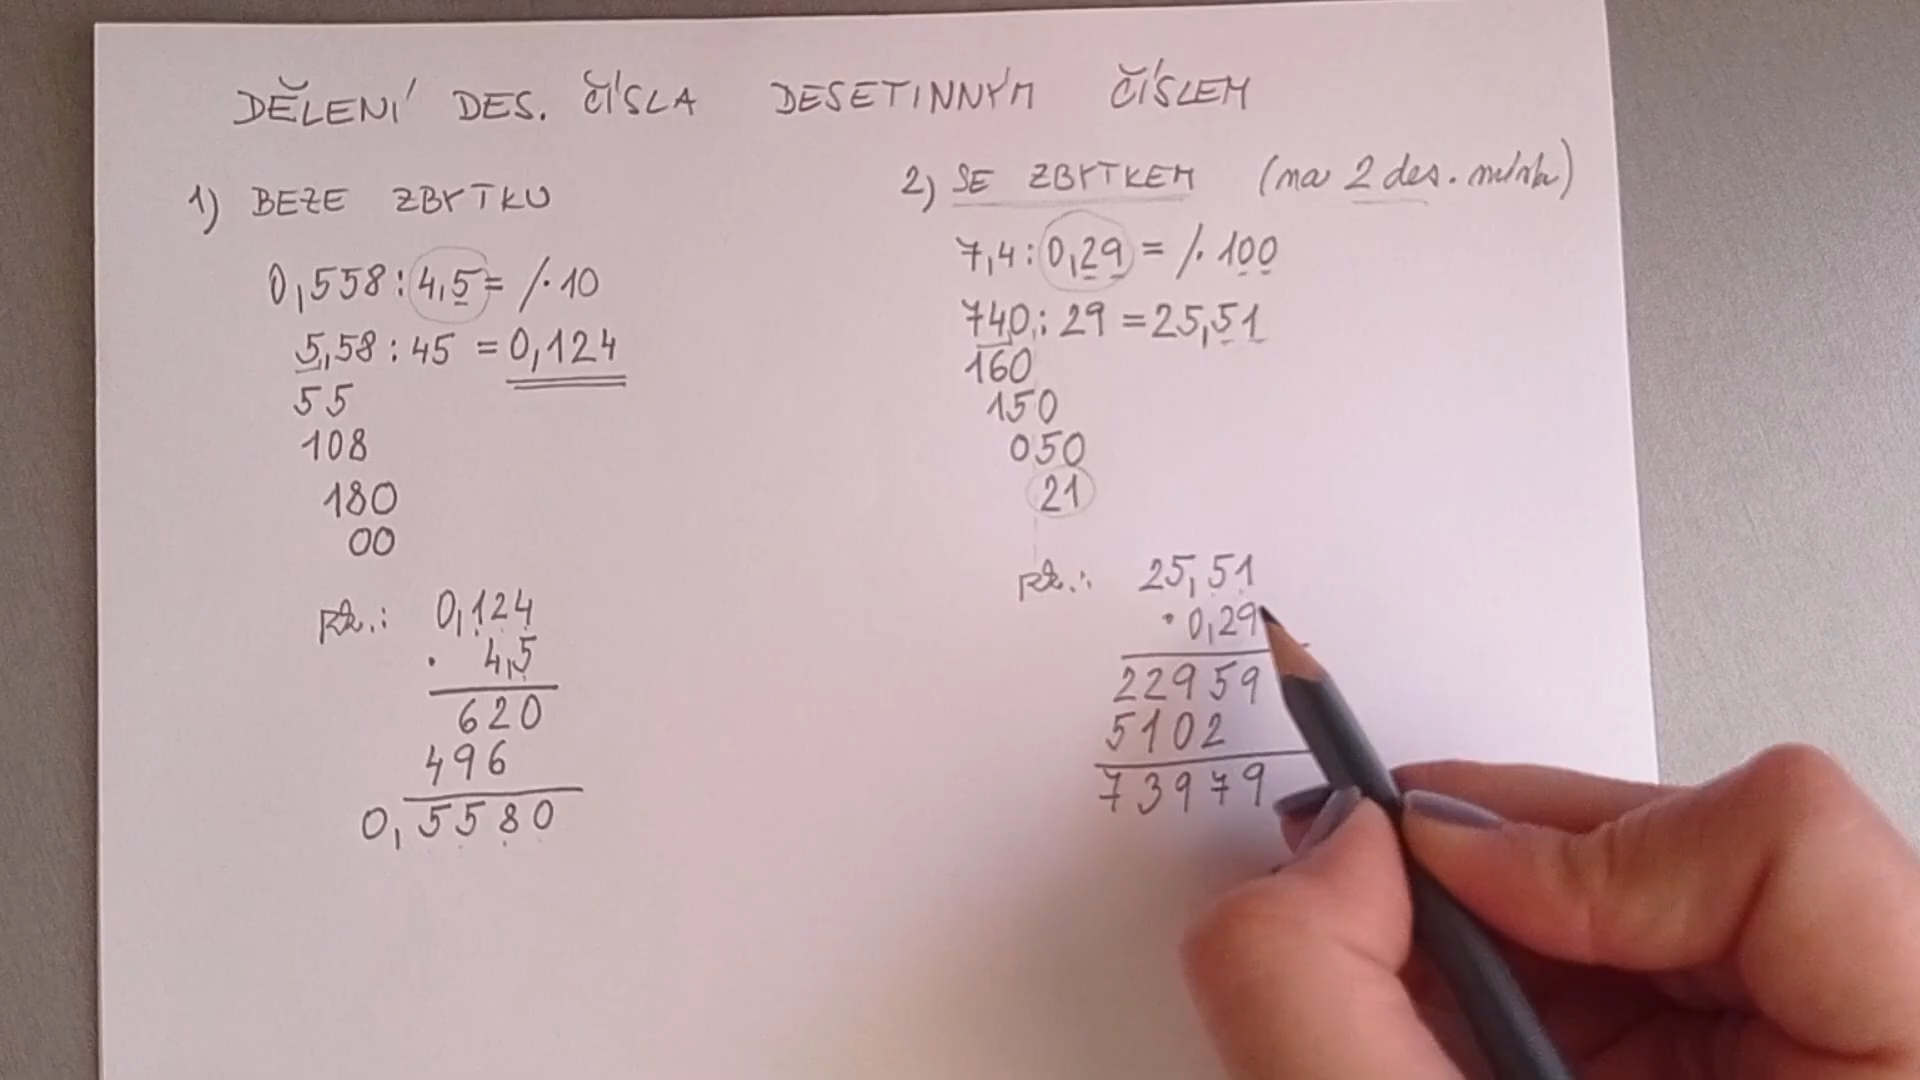 DĚLENÍ DES. ČÍSLA DESETINNÝM ČÍSLEM
1) BEZE ZBYTKU
0,558 : 4,5 = /·10
5,58 : 45 = 0,124
55
108
180
00
zk.: 0,124
· 4,5
620
496
0,5580
2) SE ZBYTKEM (na 2 des. místa)
7,4 : 0,29 = /·100
740 : 29 = 25,51
160
150
050
21
zk.: 25,51
· 0,29
22959
5102
73979